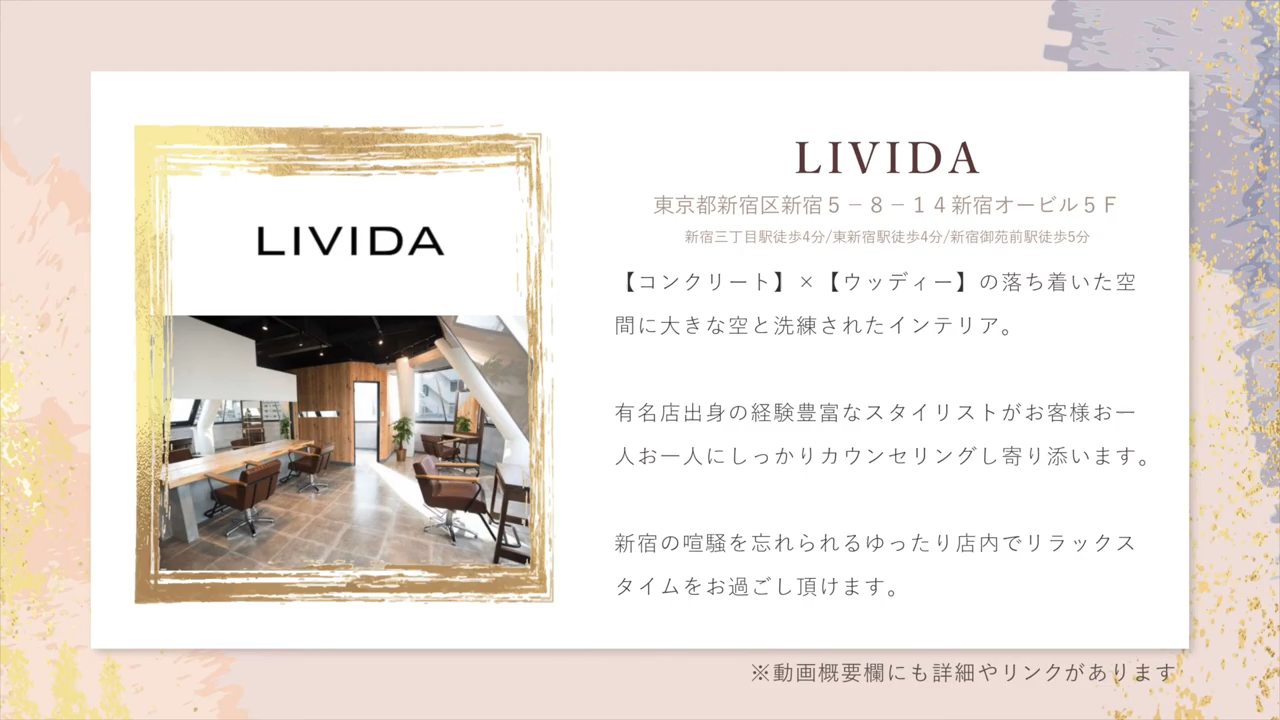 LIVIDA
LIVIDA
東京都新宿区新宿５－８－１４新宿オービル５Ｆ
新宿三丁目駅徒歩4分/東新宿駅徒歩4分/新宿御苑前駅徒歩5分
【コンクリート】×【ウッディー】の落ち着いた空
間に大きな空と洗練されたインテリア。
有名店出身の経験豊富なスタイリストがお客様お一
人お一人にしっかりカウンセリングし寄り添います。
新宿の喧騒を忘れられるゆったり店内でリラックス
タイムをお過ごし頂けます。
※動画概要欄にも詳細やリンクがあります